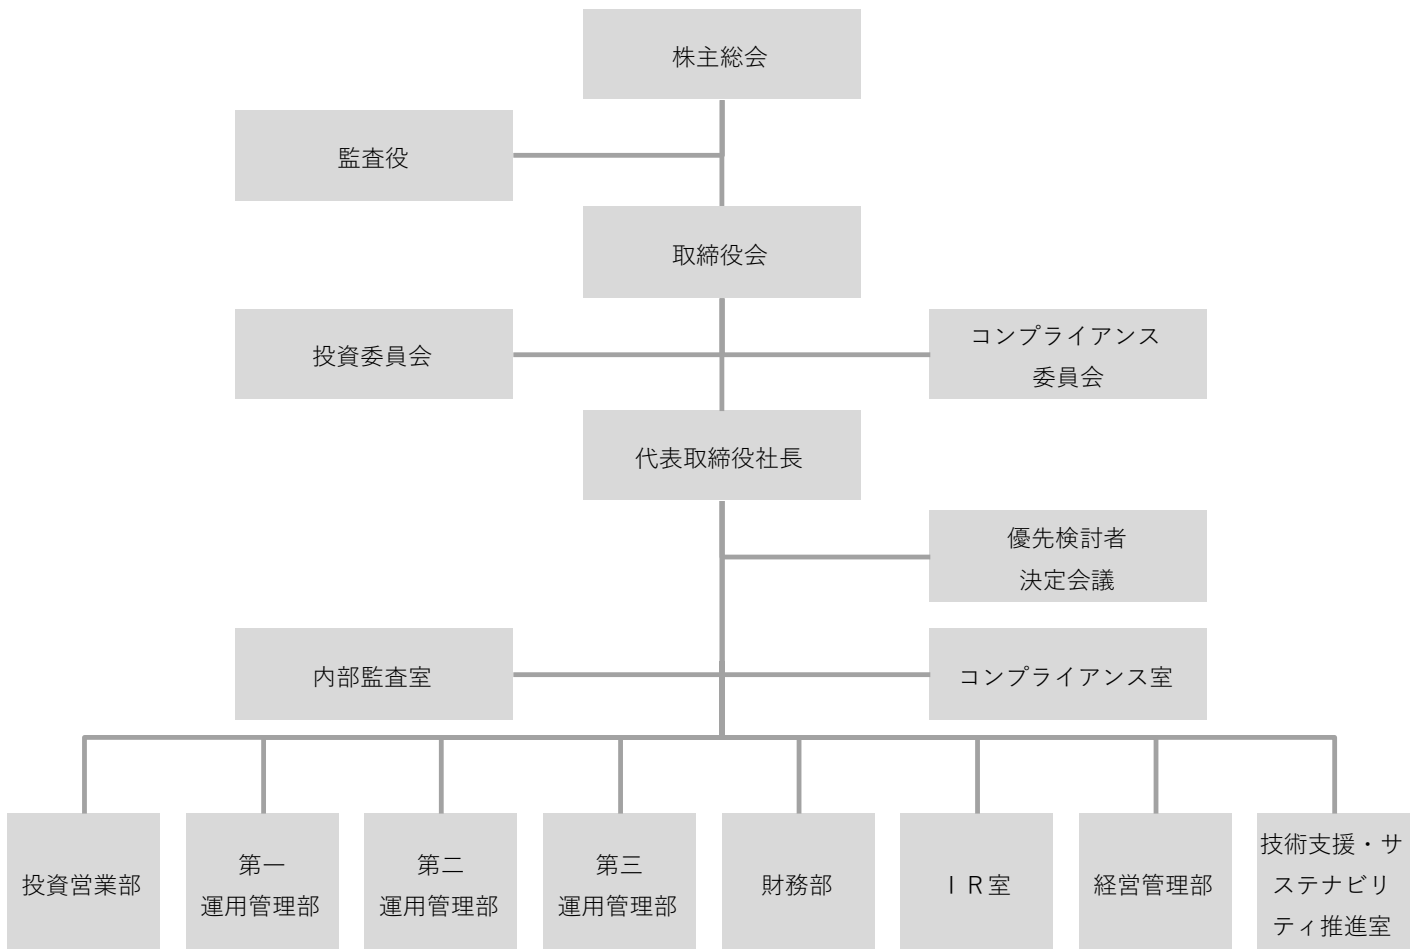 株主総会
監査役
取締役会
投資委員会
コンプライアンス
委員会
代表取締役社長
優先検討者
決定会議
内部監査室
コンプライアンス室
投資営業部
第一
運用管理部
第二
運用管理部
第三
運用管理部
財務部
ＩＲ室
経営管理部
技術支援・サ
ステナビリ
ティ推進室